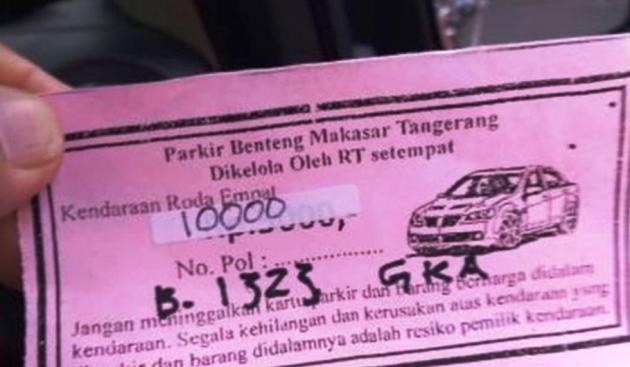 Parkir Benteng Makasar Tangerang
Dikelola Oleh RT setempat
Kendaraan Roda Empat
10000
No. Pol : ..................
B. 1323 GKA
Jangan meninggalkan kartu parkir dan barang berharga didalam
kendaraan. Segala kehilangan dan kerusakan atas kendaraan yang
dan barang didalamnya adalah resiko pemilik kendaraan.